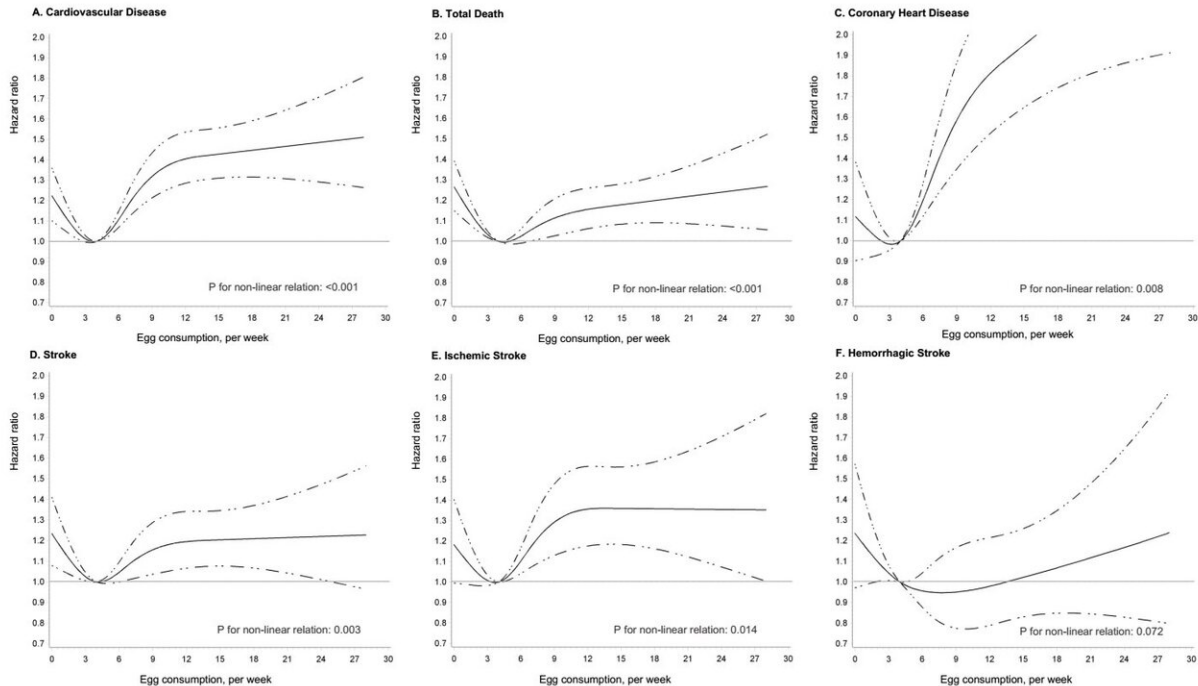 A. Cardiovascular Disease
2.0
1.9
1.8
1.7
1.6
1.5
1.4
1.3
1.2
1.1
1.0
0.9
0.8
0.7
Hazard ratio
P for non-linear relation: <0.001
0 3 6 9 12 15 18 21 24 27 30
Egg consumption, per week
B. Total Death
2.0
1.9
1.8
1.7
1.6
1.5
1.4
1.3
1.2
1.1
1.0
0.9
0.8
0.7
Hazard ratio
P for non-linear relation: <0.001
0 3 6 9 12 15 18 21 24 27 30
Egg consumption, per week
C. Coronary Heart Disease
2.0
1.9
1.8
1.7
1.6
1.5
1.4
1.3
1.2
1.1
1.0
0.9
0.8
0.7
Hazard ratio
P for non-linear relation: 0.008
0 3 6 9 12 15 18 21 24 27 30
Egg consumption, per week
D. Stroke
2.0
1.9
1.8
1.7
1.6
1.5
1.4
1.3
1.2
1.1
1.0
0.9
0.8
0.7
Hazard ratio
P for non-linear relation: 0.003
0 3 6 9 12 15 18 21 24 27 30
Egg consumption, per week
E. Ischemic Stroke
2.0
1.9
1.8
1.7
1.6
1.5
1.4
1.3
1.2
1.1
1.0
0.9
0.8
0.7
Hazard ratio
P for non-linear relation: 0.014
0 3 6 9 12 15 18 21 24 27 30
Egg consumption, per week
F. Hemorrhagic Stroke
2.0
1.9
1.8
1.7
1.6
1.5
1.4
1.3
1.2
1.1
1.0
0.9
0.8
0.7
Hazard ratio
P for non-linear relation: 0.072
0 3 6 9 12 15 18 21 24 27 30
Egg consumption, per week